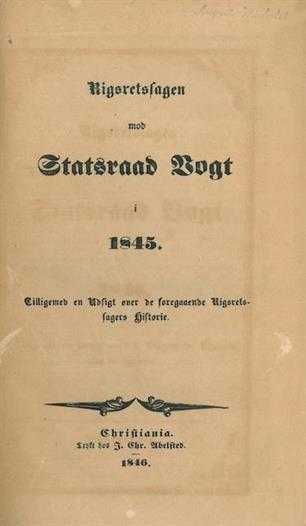 Rigsretssagen
mod
Statsraad Vogt
i
1845.
Tilligemed en Udsigt over de foregaaende Rigsrets-
sagers Historie.
Christiania.
Trykt hos J. Chr. Abelsted.
1846.